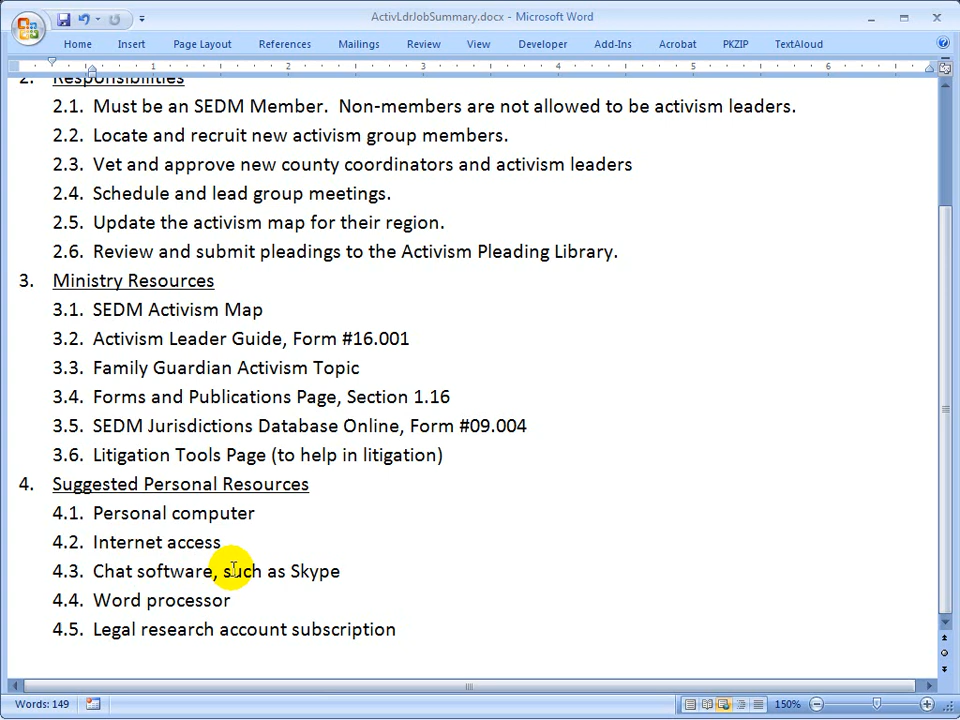 ActivLdrJobSummary.docx - Microsoft Word
Home Insert Page Layout References Mailings Review View Developer Add-Ins Acrobat PKZIP TextAloud
1 2 3 4 5 6
2. Responsibilities
2.1. Must be an SEDM Member. Non-members are not allowed to be activism leaders.
2.2. Locate and recruit new activism group members.
2.3. Vet and approve new county coordinators and activism leaders
2.4. Schedule and lead group meetings.
2.5. Update the activism map for their region.
2.6. Review and submit pleadings to the Activism Pleading Library.
3. Ministry Resources
3.1. SEDM Activism Map
3.2. Activism Leader Guide, Form #16.001
3.3. Family Guardian Activism Topic
3.4. Forms and Publications Page, Section 1.16
3.5. SEDM Jurisdictions Database Online, Form #09.004
3.6. Litigation Tools Page (to help in litigation)
4. Suggested Personal Resources
4.1. Personal computer
4.2. Internet access
4.3. Chat software, such as Skype
4.4. Word processor
4.5. Legal research account subscription
Words: 149 150%